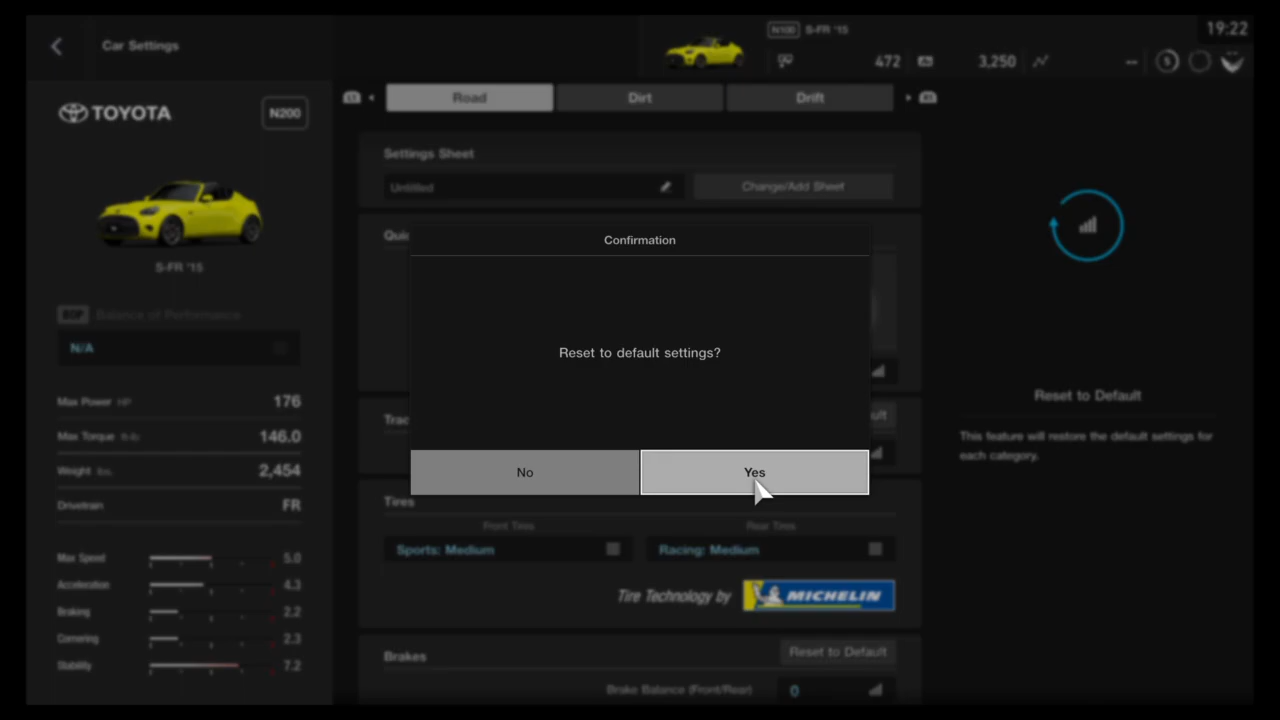 Car Settings
N100 S-FR '15
19:22
472
3,250
--
TOYOTA
N200
S-FR '15
BOP Balance of Performance
N/A
Max Power HP 176
Max Torque ft-lb 146.0
Weight lbs. 2,454
Drivetrain FR
Max Speed 5.0
Acceleration 4.3
Braking 2.2
Cornering 2.3
Stability 7.2
Road
Dirt
Drift
Settings Sheet
Untitled
Change/Add Sheet
Confirmation
Reset to default settings?
No
Yes
Tires
Front Tires
Rear Tires
Sports: Medium
Racing: Medium
Tire Technology by MICHELIN
Brakes
Reset to Default
Brake Balance (Front/Rear) 0
Reset to Default
This feature will restore the default settings for
each category.